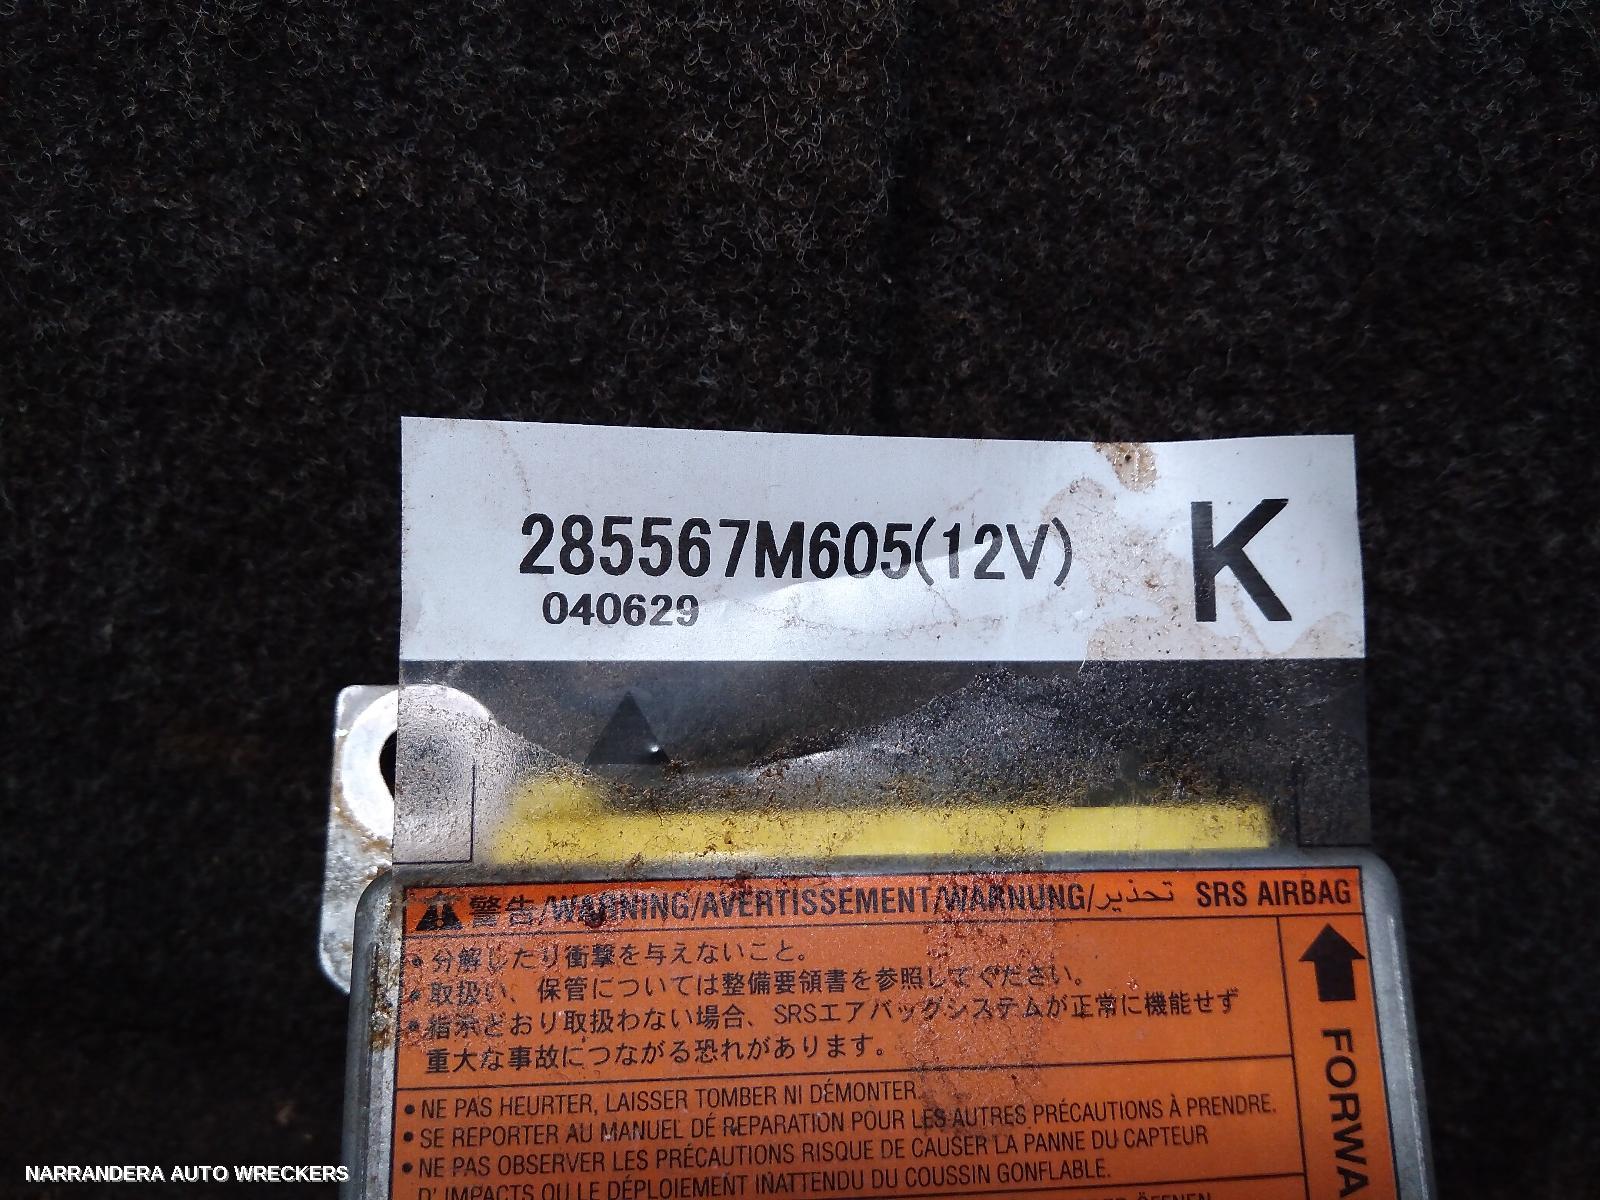 285567M605(12V)
K
040629
警告/WARNING/AVERTISSEMENT/WARNUNG/تحذير SRS AIRBAG
• 分解したり衝撃を与えないこと。
• 取扱い、保管については整備要領書を参照してください。
• 指示どおり取扱わない場合、SRSエアバッグシステムが正常に機能せず
重大な事故につながる恐れがあります。
FORWA
• NE PAS HEURTER, LAISSER TOMBER NI DÉMONTER.
• SE REPORTER AU MANUEL DÉ REPARATION POUR LES AUTRES PRÉCAUTIONS À PRENDRE.
• NE PAS OBSERVER LES PRÉCAUTIONS RISQUE DE CAUSER LA PANNE DU CAPTEUR
D'IMPACTS OU LE DÉPLOIEMENT INATTENDU DU COUSSIN GONFLABLE.
NARRANDERA AUTO WRECKERS